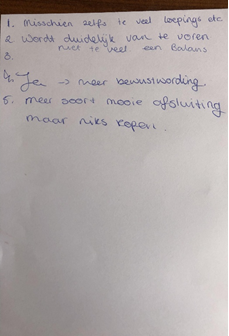 1. Misschien zelfs te veel loepings etc
2. Wordt duidelijk van te voren
niet te veel een Balans
3.
4. Ja → meer bewustwording.
5. meer soort mooie afsluiting
maar niks kopen.